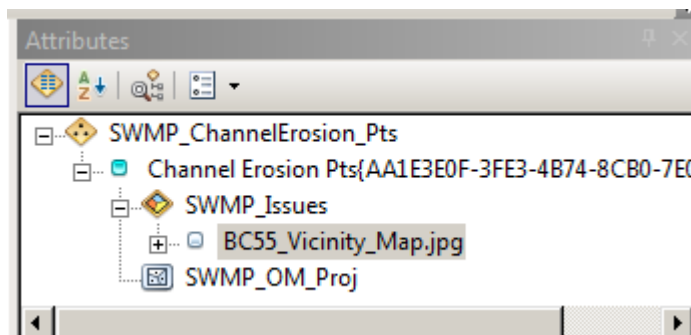 Attributes
SWMP_ChannelErosion_Pts
Channel Erosion Pts{AA1E3E0F-3FE3-4B74-8CB0-7E0
SWMP_Issues
BC55_Vicinity_Map.jpg
SWMP_OM_Proj